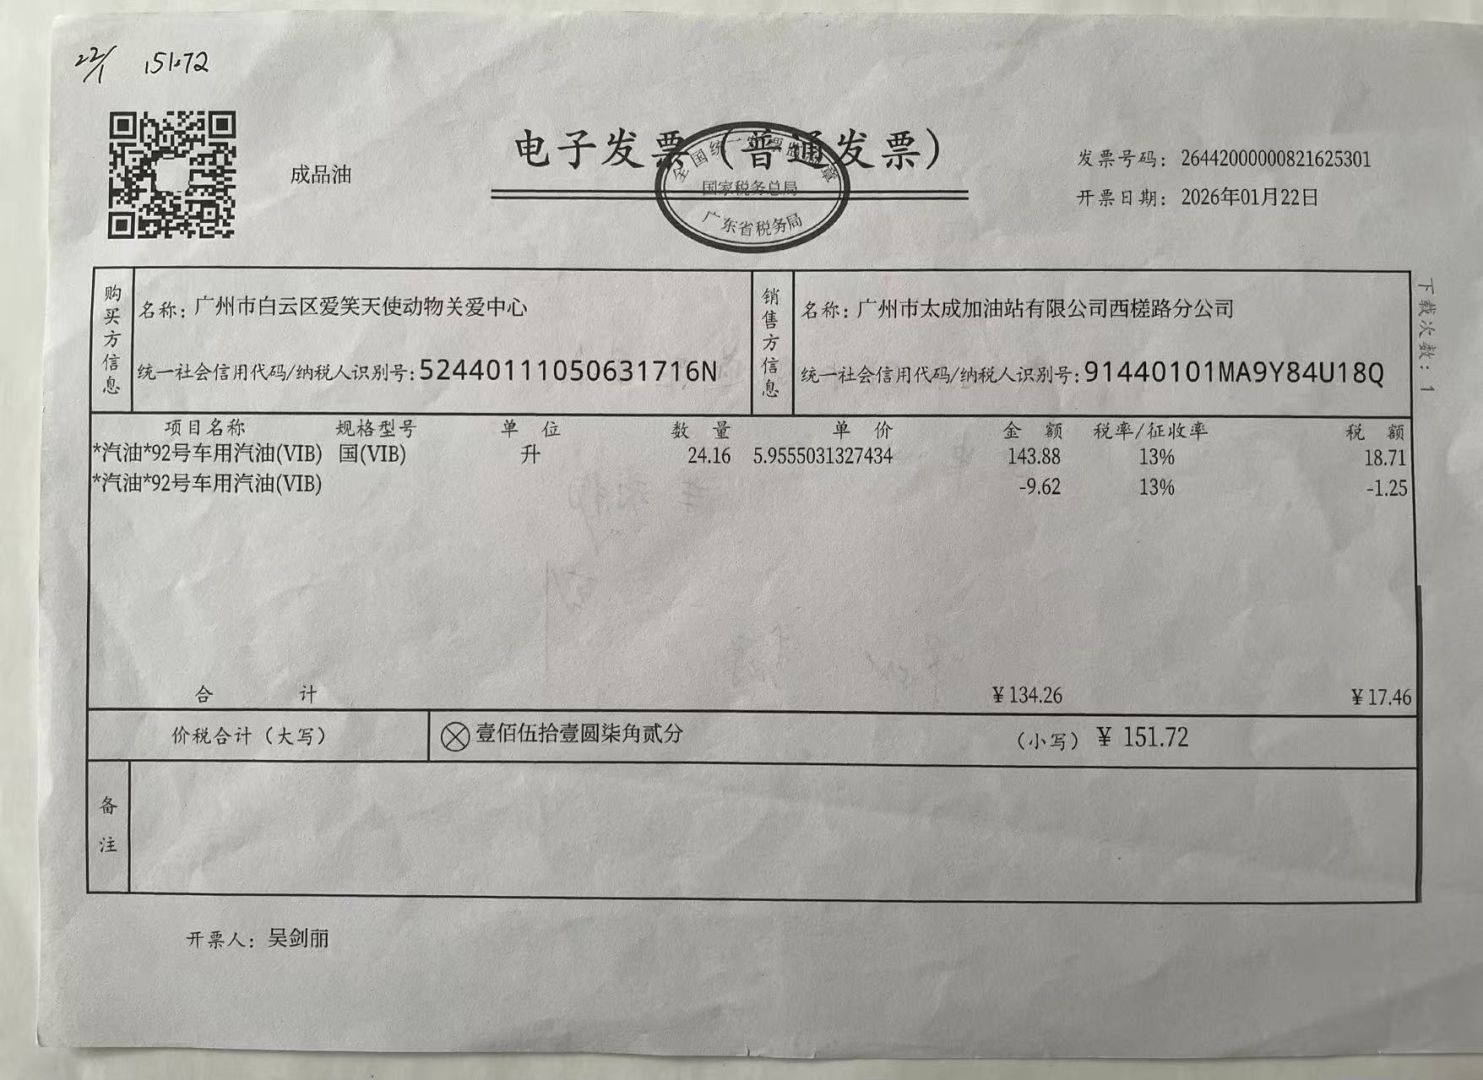 22/1 151.72
成品油
电子发票（普通发票）
全国统一发票监制章
国家税务总局
广东省税务局
发票号码：26442000000821625301
开票日期：2026年01月22日
购买方信息
名称：广州市白云区爱笑天使动物关爱中心
统一社会信用代码/纳税人识别号：52440111050631716N
销售方信息
名称：广州市太成加油站有限公司西槎路分公司
统一社会信用代码/纳税人识别号：91440101MA9Y84U18Q
下载次数：1
项目名称 规格型号 单位 数量 单价 金额 税率/征收率 税额
*汽油*92号车用汽油(VIB) 国(VIB) 升 24.16 5.9555031327434 143.88 13% 18.71
*汽油*92号车用汽油(VIB) -9.62 13% -1.25
合计 ¥134.26 ¥17.46
价税合计（大写） 壹佰伍拾壹圆柒角贰分 （小写）¥ 151.72
备注
开票人：吴剑丽